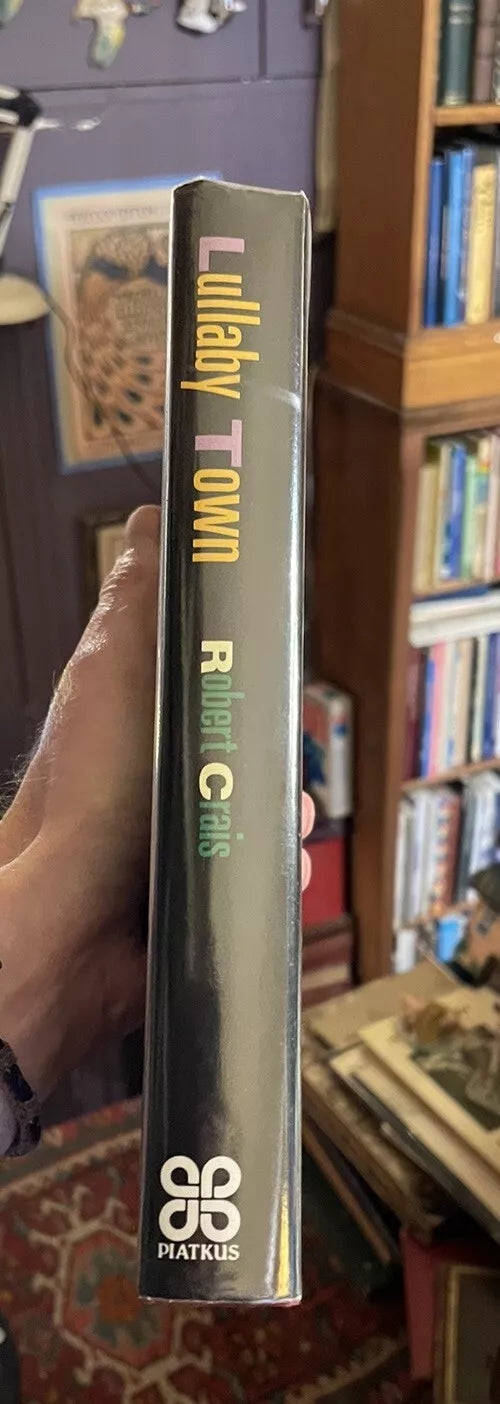 Lullaby Town
Robert Crais
PIATKUS